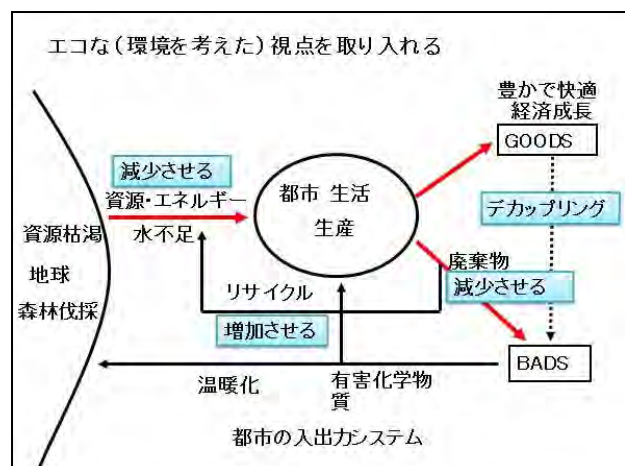 エコな(環境を考えた)視点を取り入れる
豊かで快適
経済成長
GOODS
減少させる
資源・エネルギー
都市 生活
生産
デカップリング
資源枯渇
水不足
地球
森林伐採
廃棄物
減少させる
リサイクル
増加させる
BADS
温暖化
有害化学物
質
都市の入出力システム